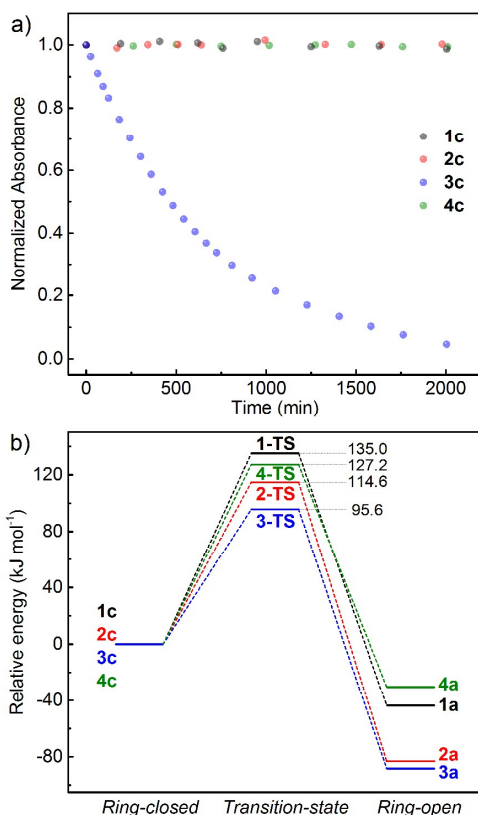 a)
Normalized Absorbance
1.0
0.8
0.6
0.4
0.2
0.0
1c
2c
3c
4c
0
500
1000
1500
2000
Time (min)
b)
Relative energy (kJ mol⁻¹)
120
80
40
0
-40
-80
1-TS
4-TS
2-TS
3-TS
135.0
127.2
114.6
95.6
1c
2c
3c
4c
4a
1a
2a
3a
Ring-closed
Transition-state
Ring-open